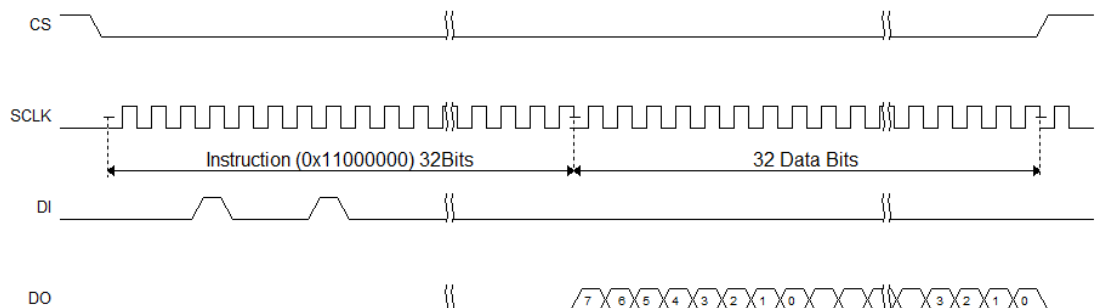 CS
SCLK
Instruction (0x11000000) 32Bits
32 Data Bits
DI
DO
7 6 5 4 3 2 1 0 3 2 1 0